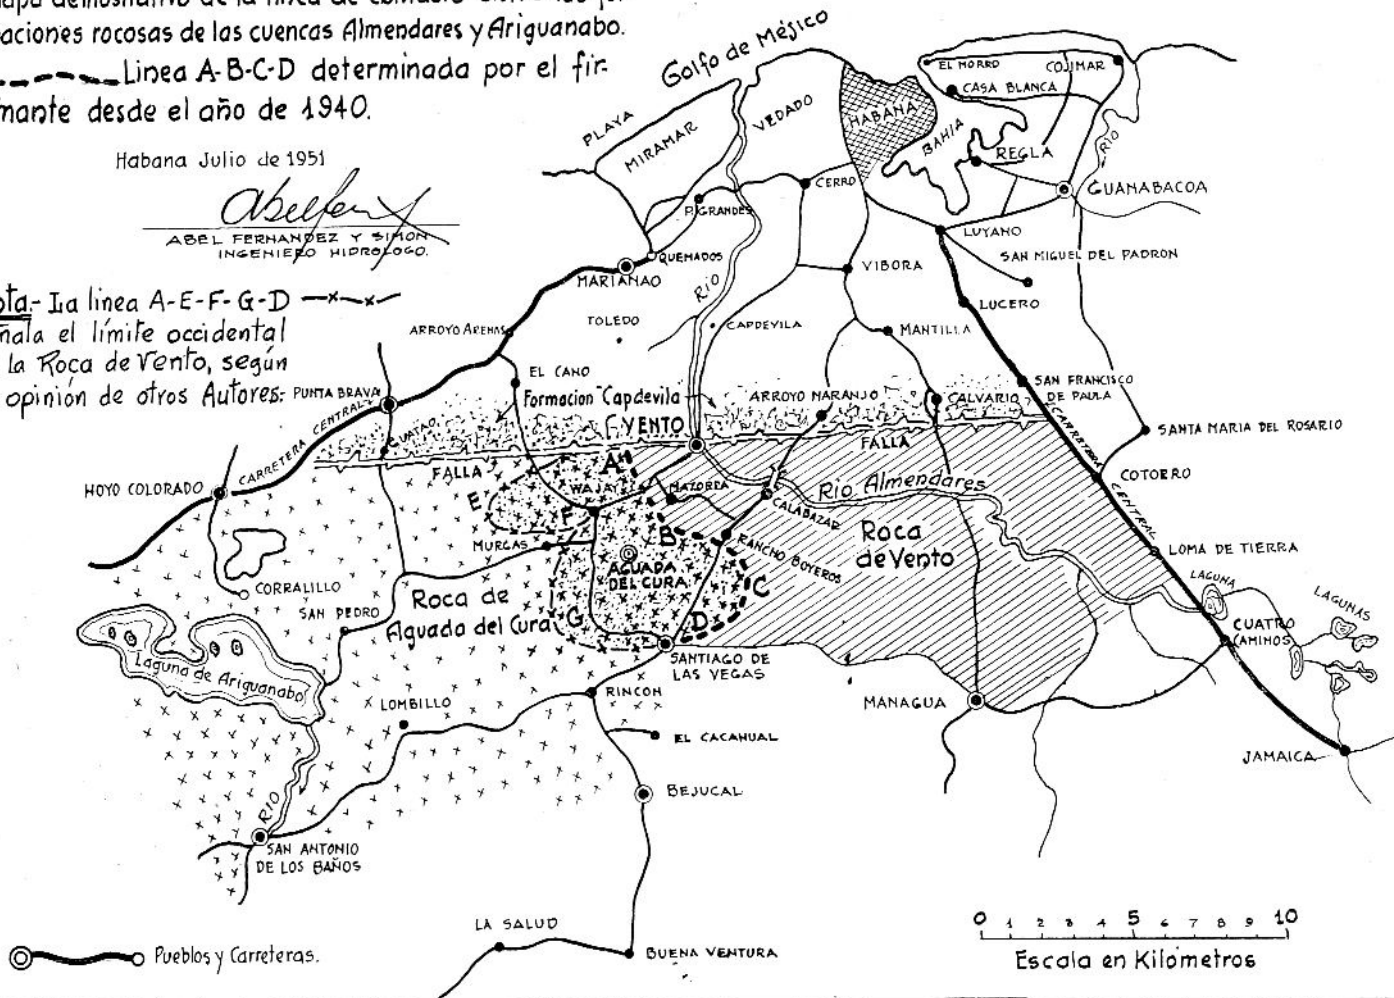 demostrativo de la línea de contacto
aciones rocosas de las cuencas Almendares y Ariguanabo.
Linea A-B-C-D determinada por el fir-
mante desde el año de 1940.
Habana Julio de 1951
ABEL FERNANDEZ Y SIMON
INGENIERO HIDROLOGO.
ota.- La linea A-E-F-G-D
ñala el límite occidental
la Roca de Vento, según
opinión de otros Autores.
Golfo de Méjico
PLAYA
MIRAMAR
VEDADO
HABANA
BAHIA
EL MORRO
COJIMAR
CASA BLANCA
REGLA
RIO
GUANABACOA
P. GRANDES
CERRO
LUYANO
SAN MIGUEL DEL PADRON
QUEMADOS
MARIANAO
VIBORA
LUCERO
RIO
TOLEDO
CAPDEVILA
MANTILLA
ARROYO ARENAS
EL CANO
PUNTA BRAVA
Formacion "Capdevila
ARROYO NARANJO
CALVARIO
SAN FRANCISCO
DE PAULA
CARRETERA CENTRAL
GUATAO
VENTO
FALLA
FALLA
SANTA MARIA DEL ROSARIO
CARRETERA CENTRAL
COTORRO
HOYO COLORADO
A
WAJAY
MAZORRA
Rio Almendares
CALABAZAR
E
F
B
MURGAS
RANCHO BOYEROS
Roca
de Vento
LOMA DE TIERRA
AGUADA
DEL CURA
C
CORRALILLO
SAN PEDRO
Roca de
Aguada del Cura
G
D
LAGUNA
LAGUNAS
CUATRO
CAMINOS
Laguna de Ariguanabo
SANTIAGO DE
LAS VEGAS
RINCON
LOMBILLO
MANAGUA
EL CACAHUAL
JAMAICA
BEJUCAL
RIO
SAN ANTONIO
DE LOS BAÑOS
LA SALUD
BUENA VENTURA
Pueblos y Carreteras.
0 1 2 3 4 5 6 7 8 9 10
Escala en Kilómetros